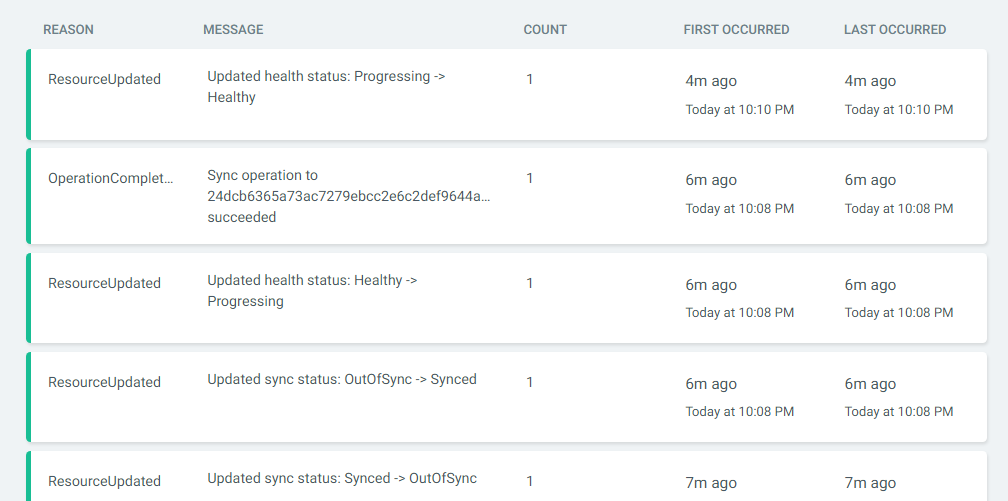 REASON MESSAGE COUNT FIRST OCCURRED LAST OCCURRED
ResourceUpdated Updated health status: Progressing -> 1 4m ago 4m ago
Healthy Today at 10:10 PM Today at 10:10 PM
OperationComplet... Sync operation to 1 6m ago 6m ago
24dcb6365a73ac7279ebcc2e6c2def9644a... Today at 10:08 PM Today at 10:08 PM
succeeded
ResourceUpdated Updated health status: Healthy -> 1 6m ago 6m ago
Progressing Today at 10:08 PM Today at 10:08 PM
ResourceUpdated Updated sync status: OutOfSync -> Synced 1 6m ago 6m ago
Today at 10:08 PM Today at 10:08 PM
ResourceUpdated Updated sync status: Synced -> OutOfSync 1 7m ago 7m ago